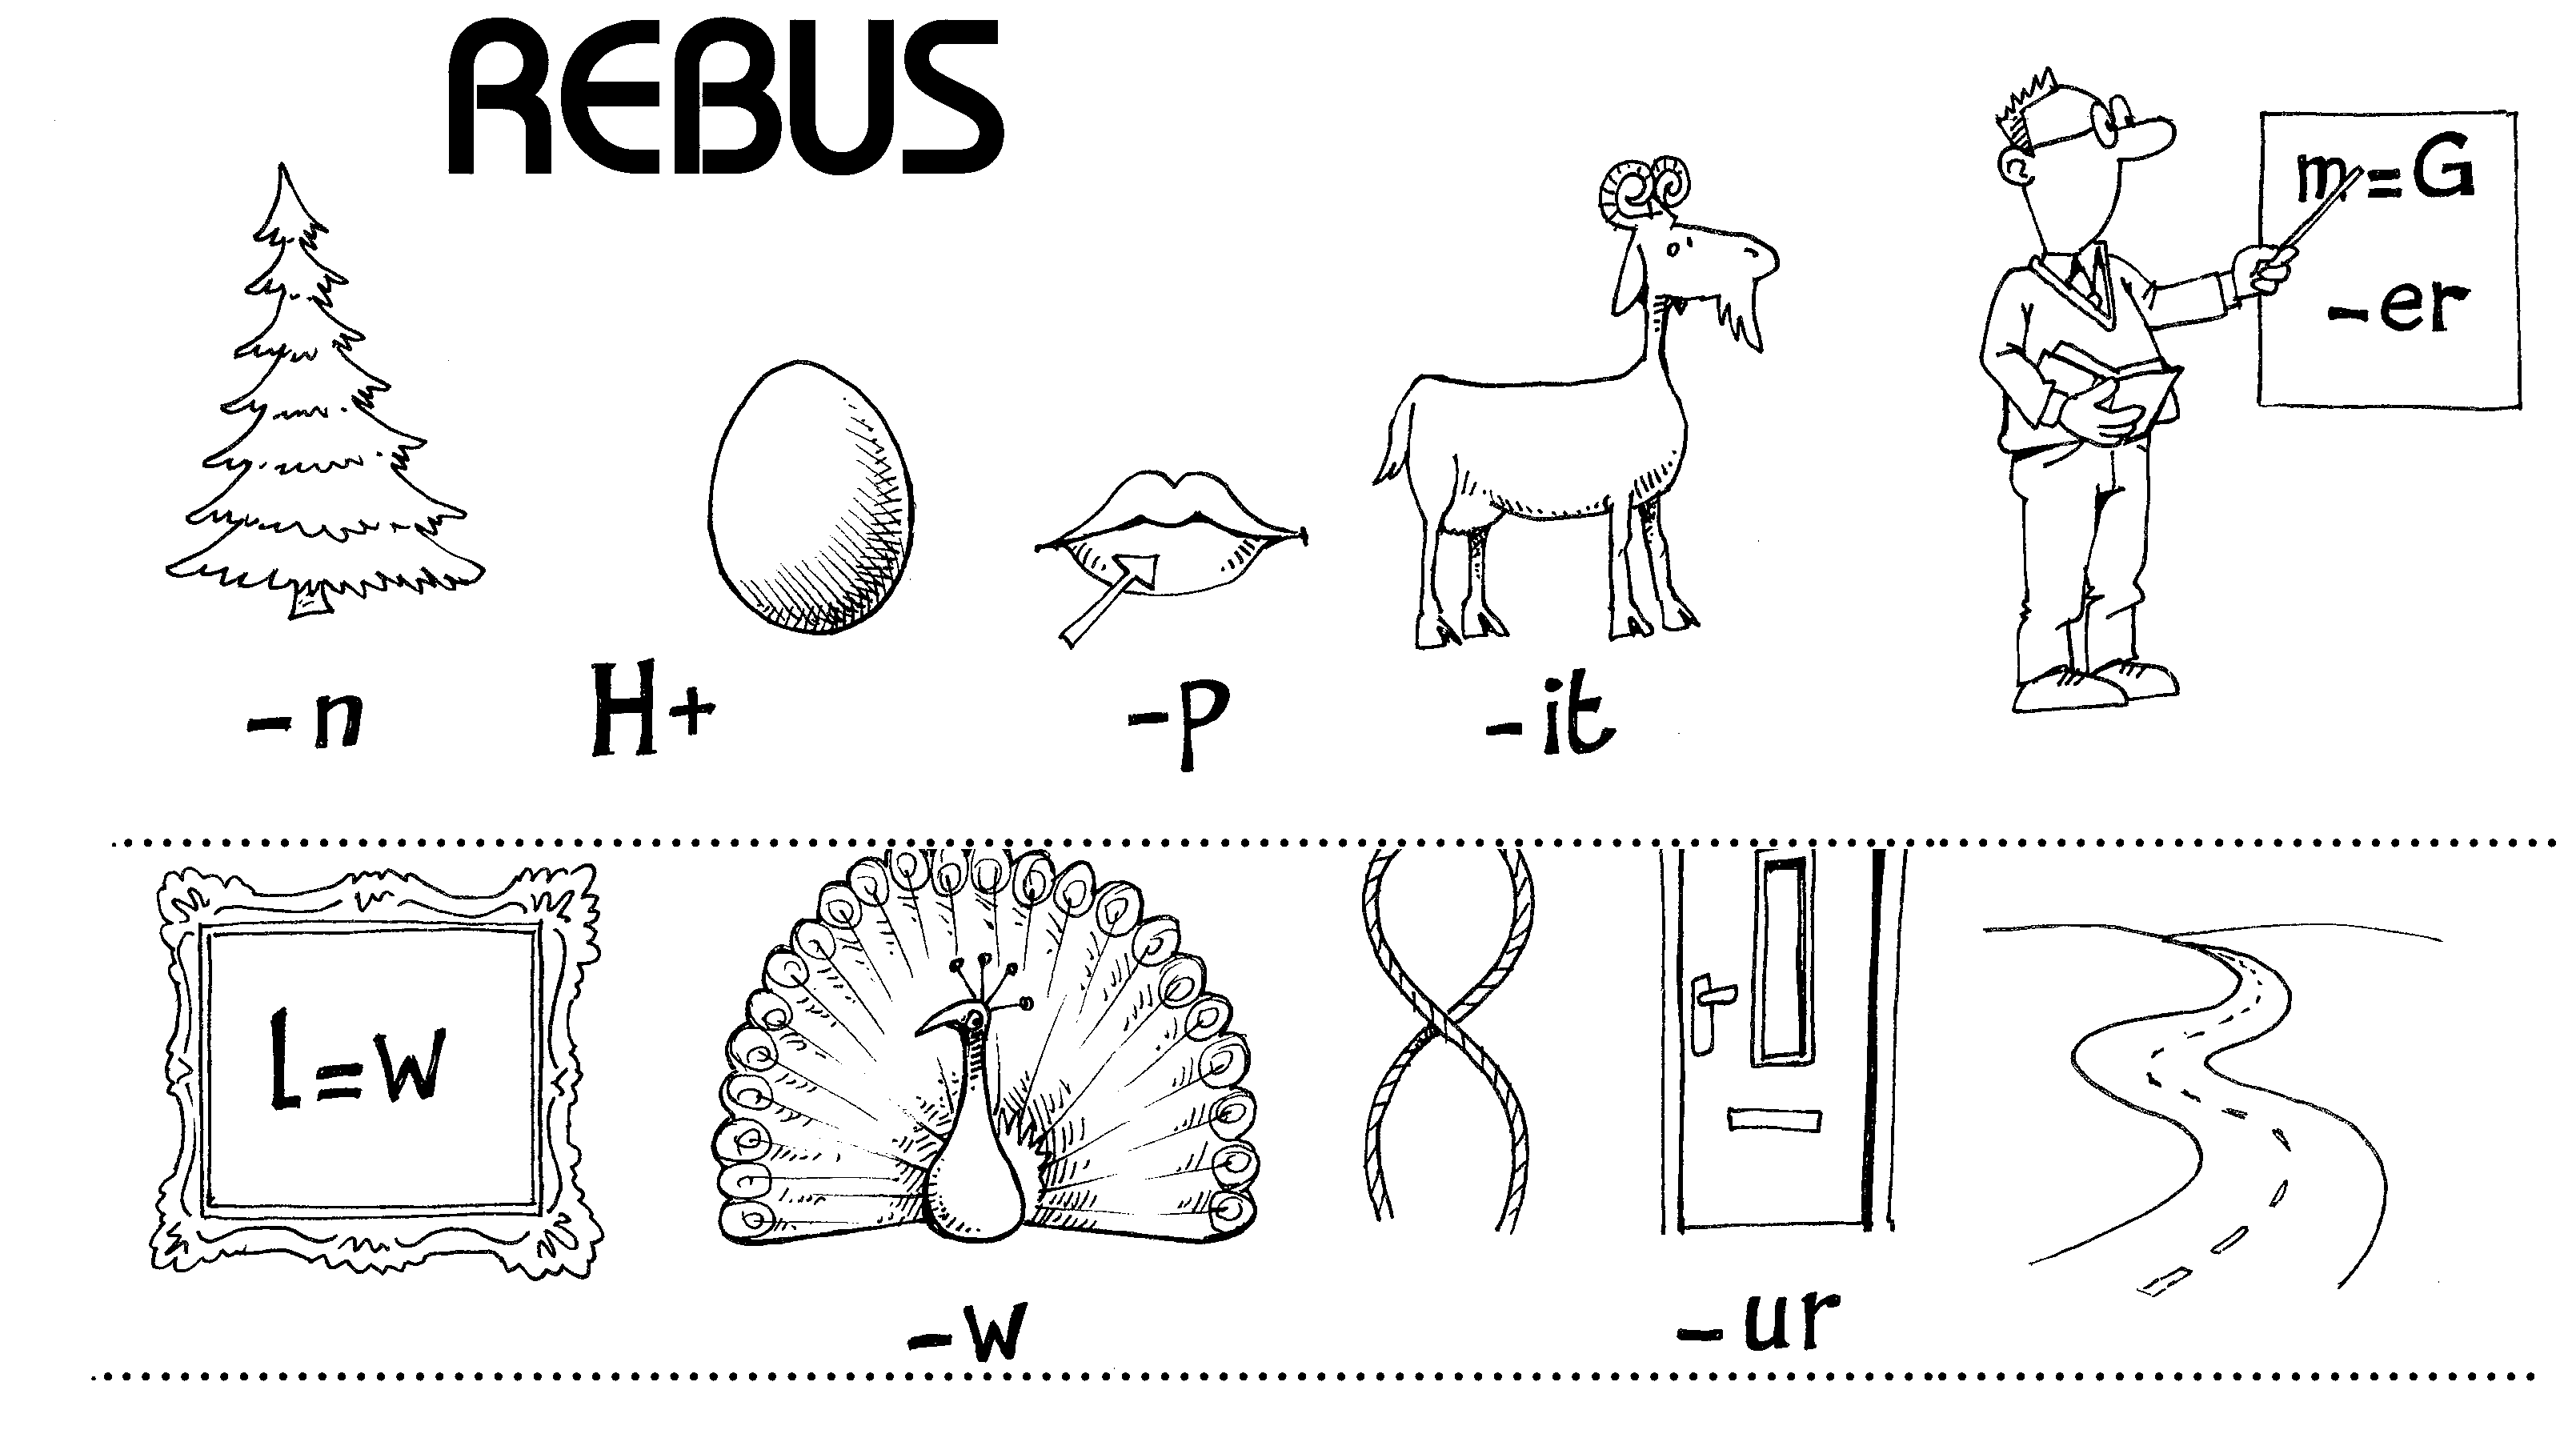 REBUS
m=G
-er
-n
H+
-p
-it
L=W
-w
-ur